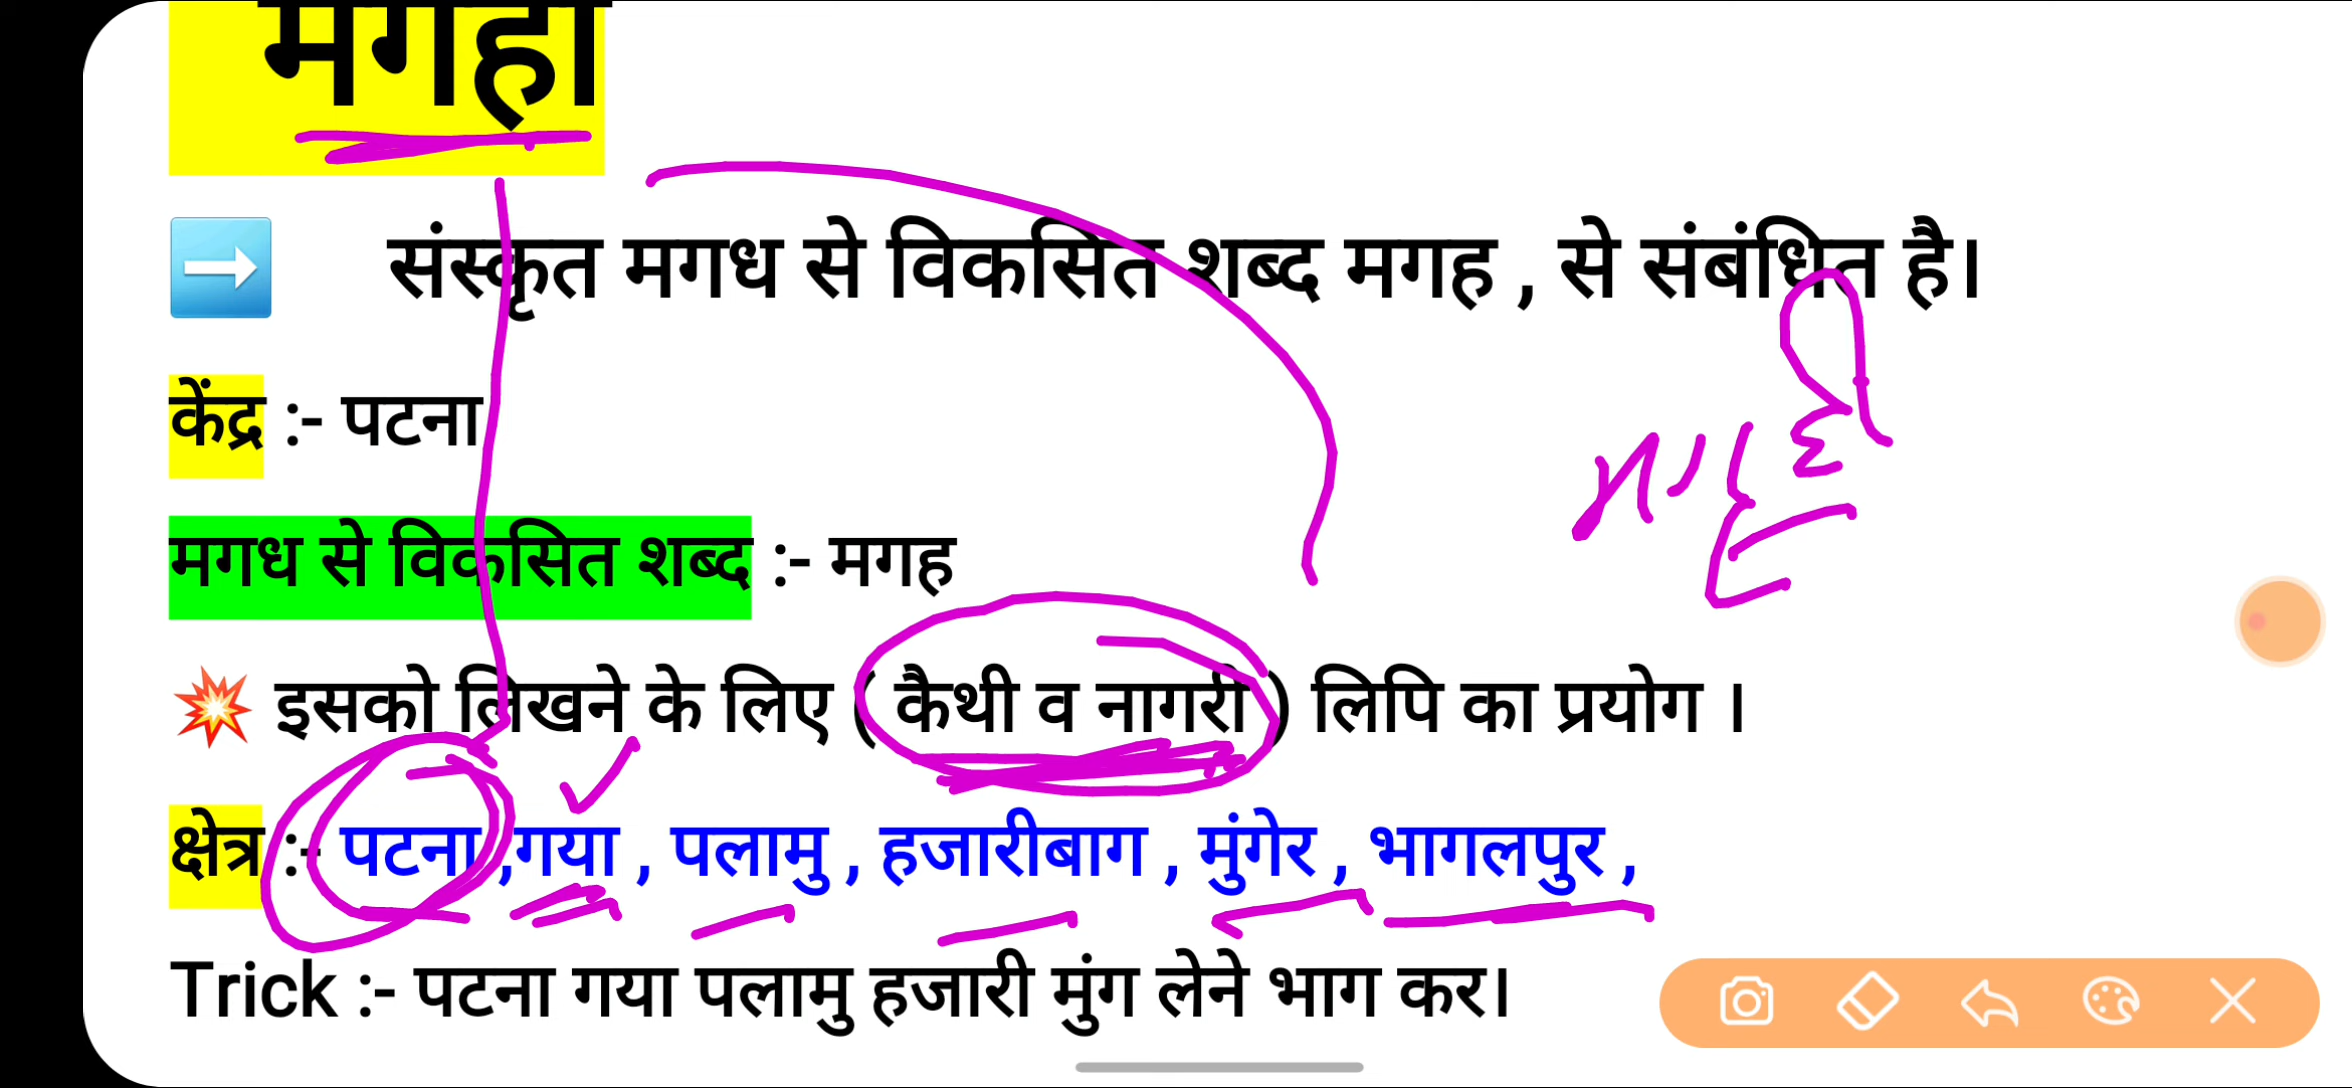 मगही
संस्कृत मगध से विकसित शब्द मगह , से संबंधित है।
केंद्र :- पटना
मगध से विकसित शब्द :- मगह
इसको लिखने के लिए ( कैथी व नागरी ) लिपि का प्रयोग ।
क्षेत्र :- पटना ,गया , पलामु , हजारीबाग , मुंगेर , भागलपुर ,
Trick :- पटना गया पलामु हजारी मुंग लेने भाग कर।